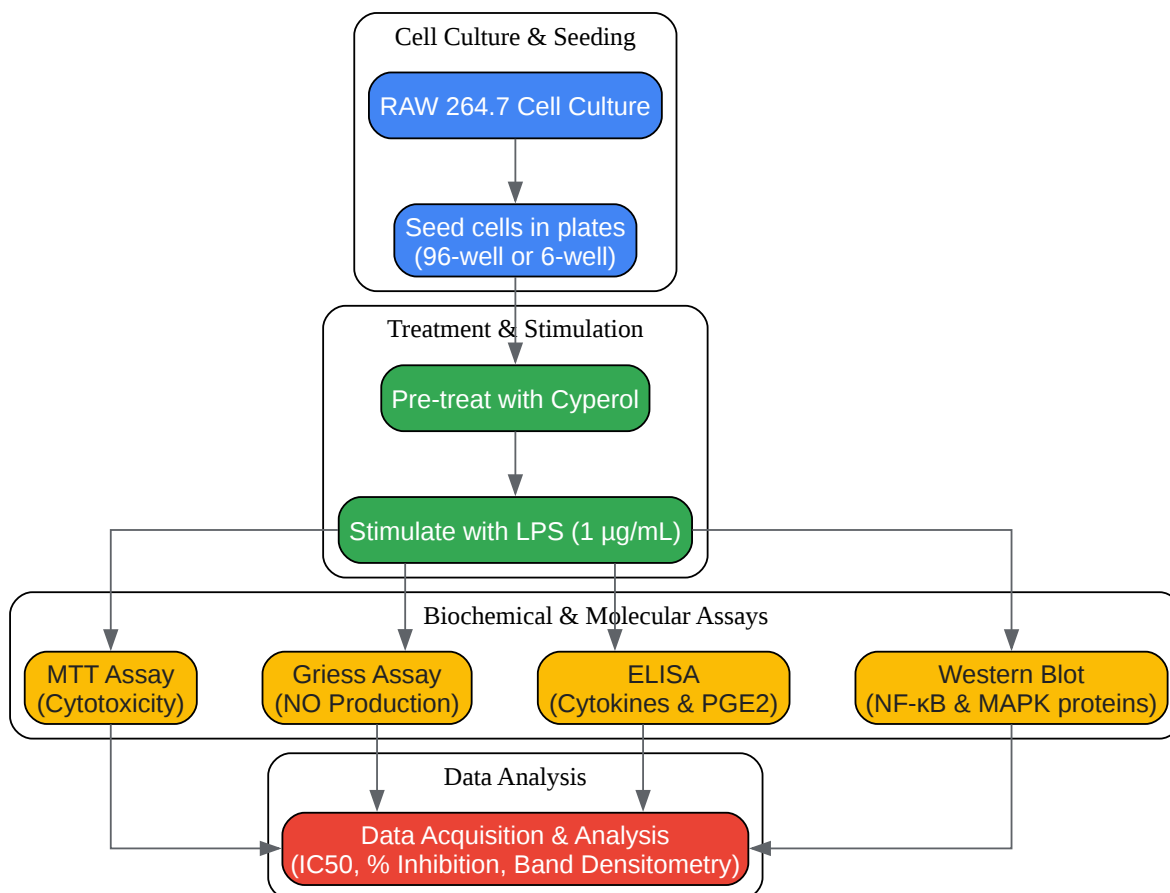 Cell Culture & Seeding
RAW 264.7 Cell Culture
Seed cells in plates
(96-well or 6-well)
Treatment & Stimulation
Pre-treat with Cyperol
Stimulate with LPS (1 µg/mL)
Biochemical & Molecular Assays
MTT Assay
(Cytotoxicity)
Griess Assay
(NO Production)
ELISA
(Cytokines & PGE2)
Western Blot
(NF-κB & MAPK proteins)
Data Analysis
Data Acquisition & Analysis
(IC50, % Inhibition, Band Densitometry)